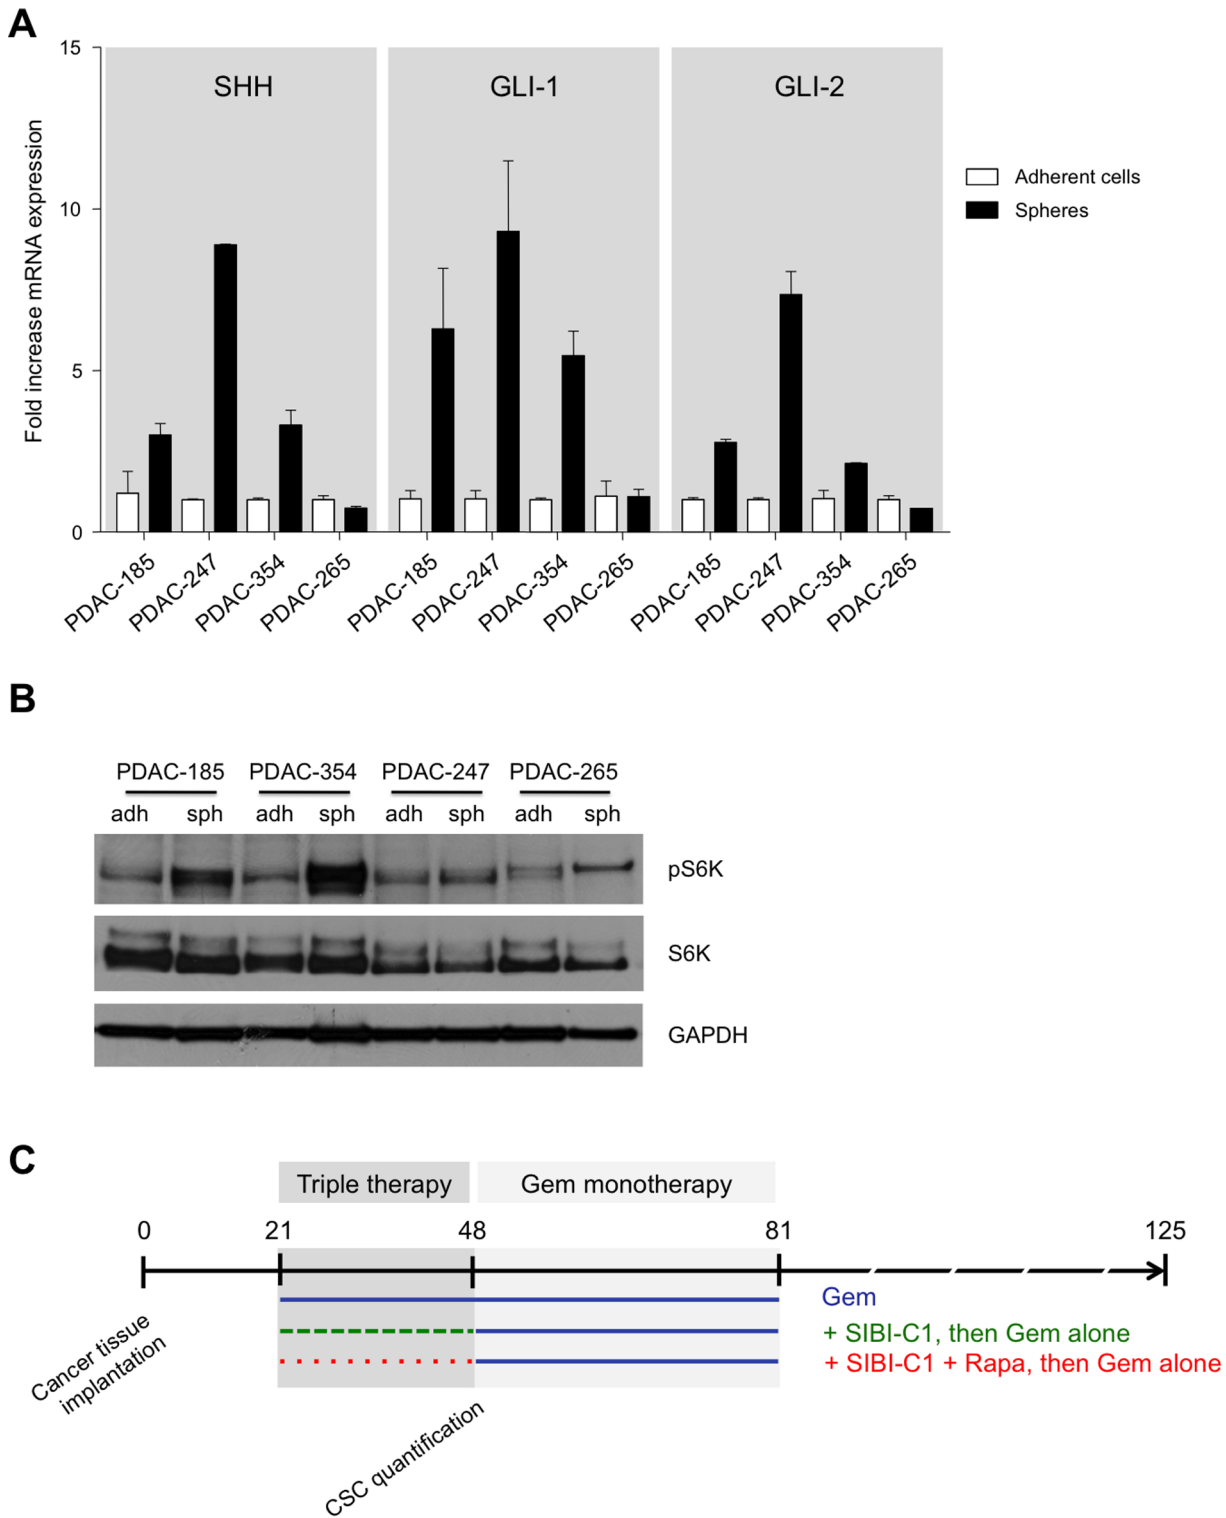 A
15
10
5
0
Fold increase mRNA expression
SHH
GLI-1
GLI-2
Adherent cells
Spheres
PDAC-185
PDAC-247
PDAC-354
PDAC-265
PDAC-185
PDAC-247
PDAC-354
PDAC-265
PDAC-185
PDAC-247
PDAC-354
PDAC-265
B
PDAC-185 PDAC-354 PDAC-247 PDAC-265
adh sph adh sph adh sph adh sph
pS6K
S6K
GAPDH
C
Triple therapy Gem monotherapy
0 21 48 81 125
Gem
+ SIBI-C1, then Gem alone
+ SIBI-C1 + Rapa, then Gem alone
Cancer tissue
implantation
CSC quantification